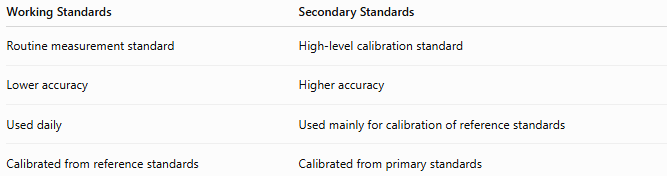 Working Standards Secondary Standards
Routine measurement standard High-level calibration standard
Lower accuracy Higher accuracy
Used daily Used mainly for calibration of reference standards
Calibrated from reference standards Calibrated from primary standards